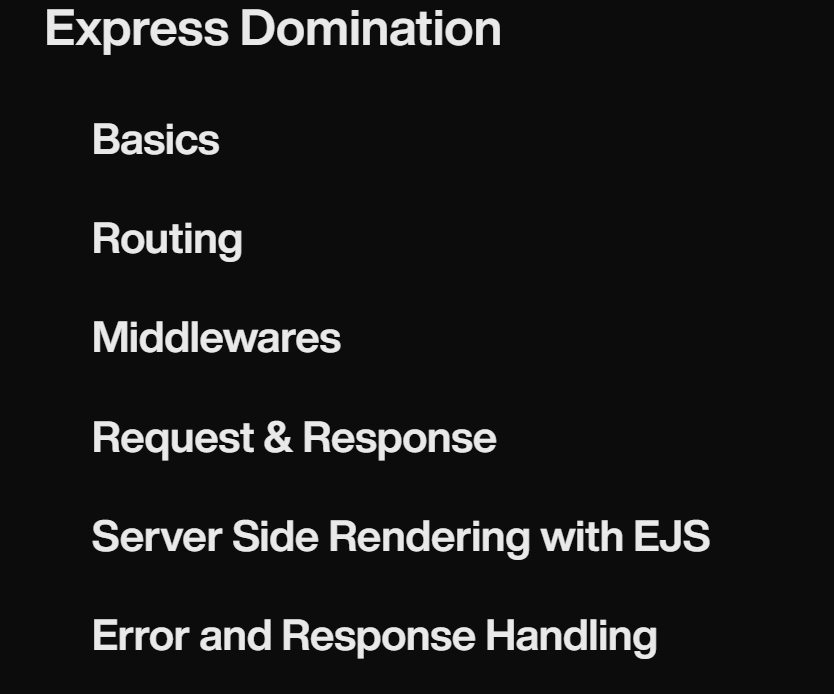 Express Domination
Basics
Routing
Middlewares
Request & Response
Server Side Rendering with EJS
Error and Response Handling